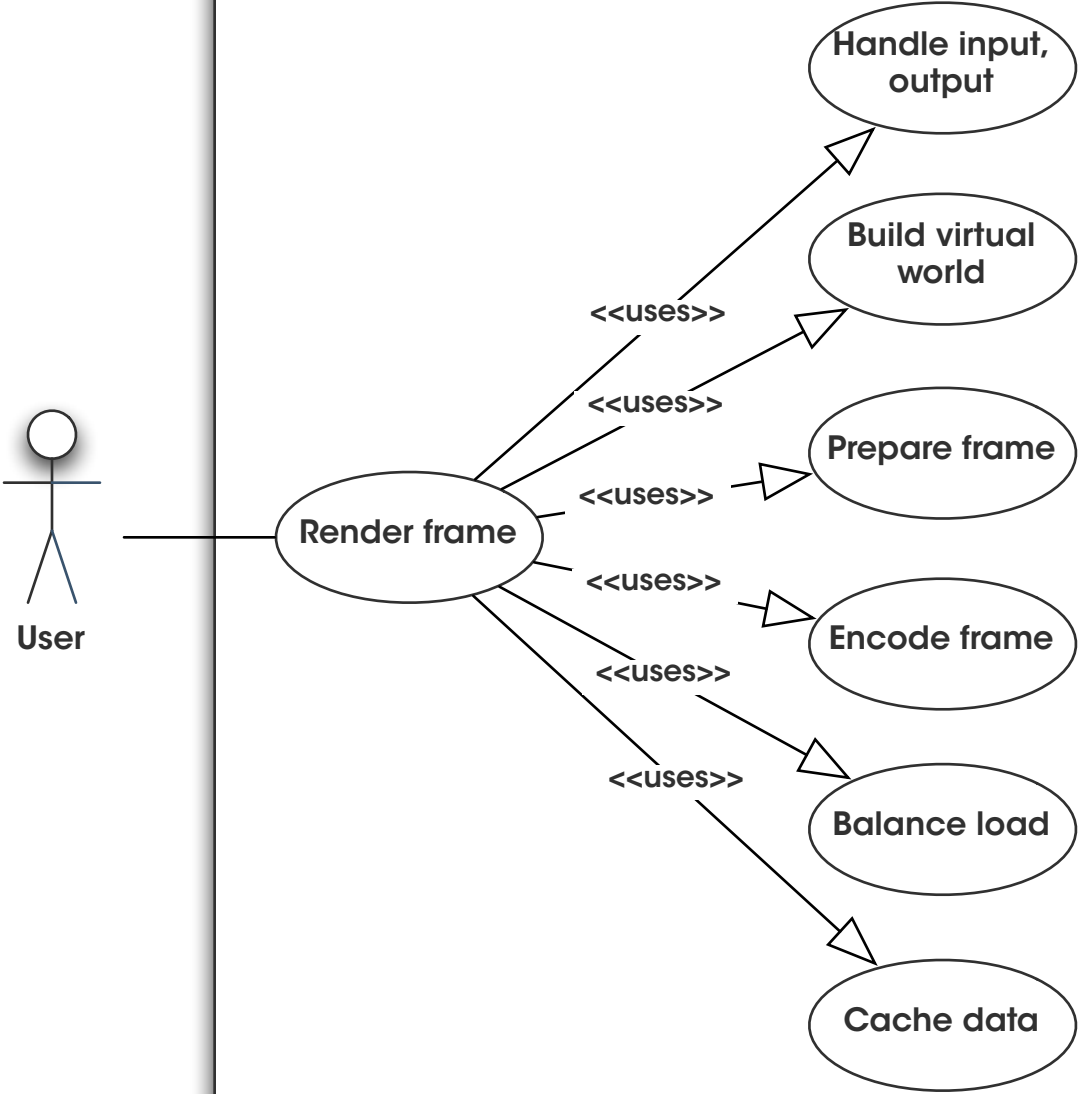 Handle input,
output
Build virtual
world
<<uses>>
<<uses>>
Prepare frame
<<uses>>
Render frame
<<uses>>
User
Encode frame
<<uses>>
<<uses>>
Balance load
Cache data